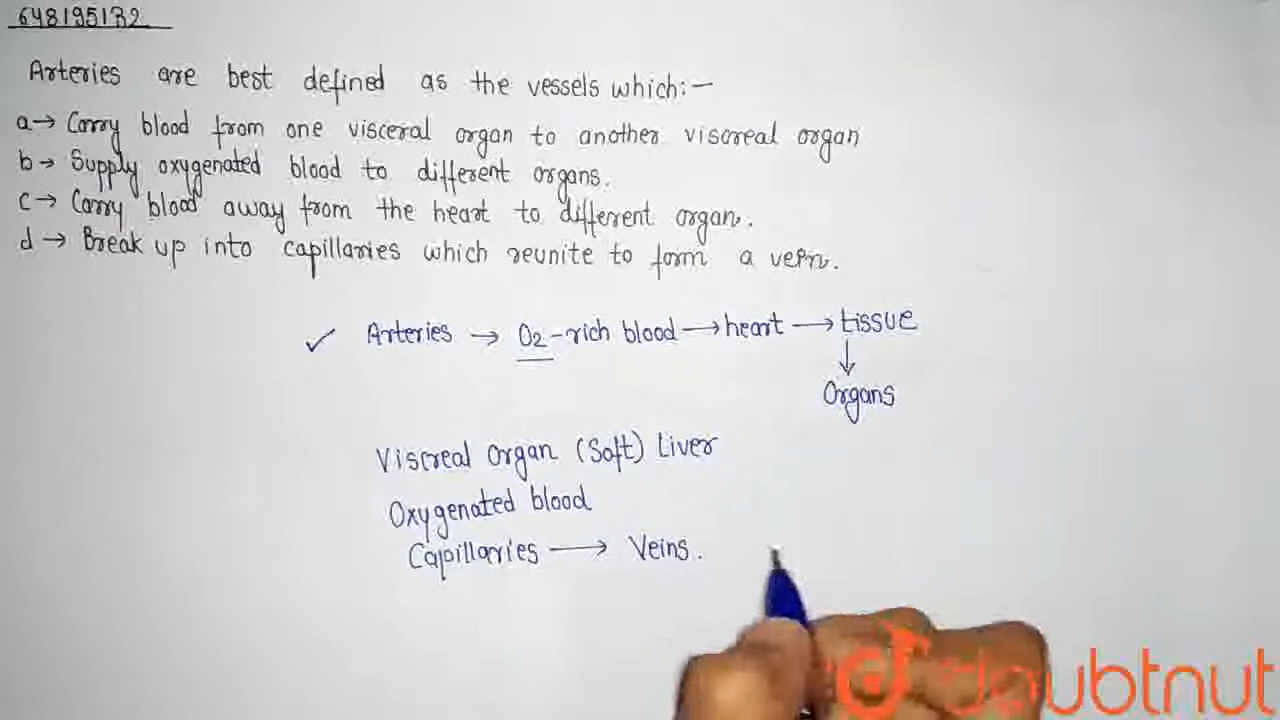 648195132
Arteries are best defined as the vessels which:-
a→ Carry blood from one visceral organ to another viscreal organ
b→ Supply oxygenated blood to different organs.
c→ Carry blood away from the heart to different organ.
d→ Break up into capillaries which reunite to form a vein.
✓ Arteries → O2-rich blood → heart → tissue
↓
Organs
Viscreal organ (Soft) Liver
Oxygenated blood
Capillaries → Veins.
doubtnut